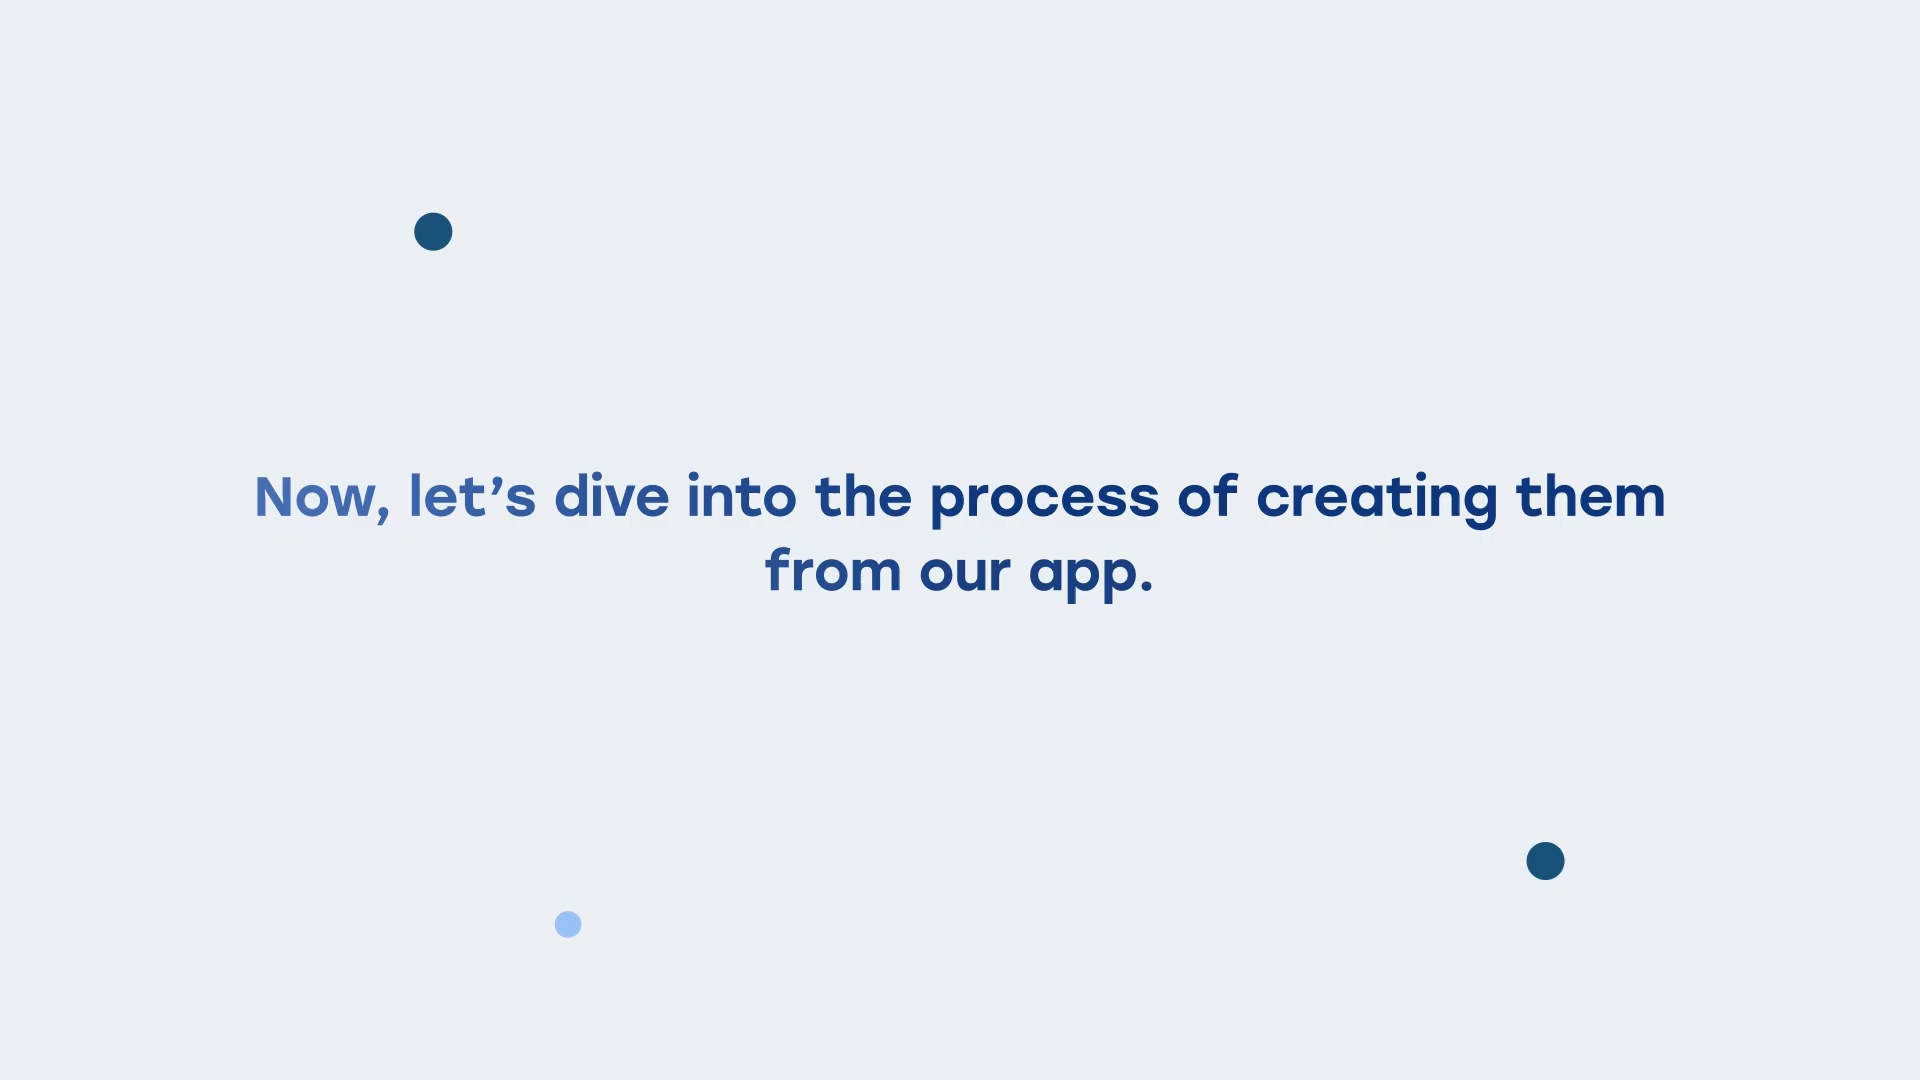 Now, let’s dive into the process of creating them
from our app.